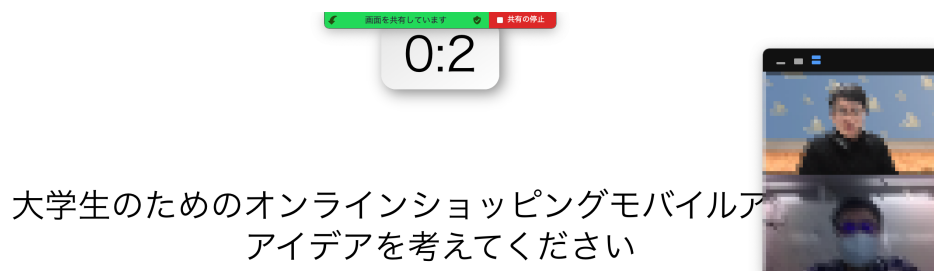 画面を共有しています 共有の停止
0:2
大学生のためのオンラインショッピングモバイルア
アイデアを考えてください